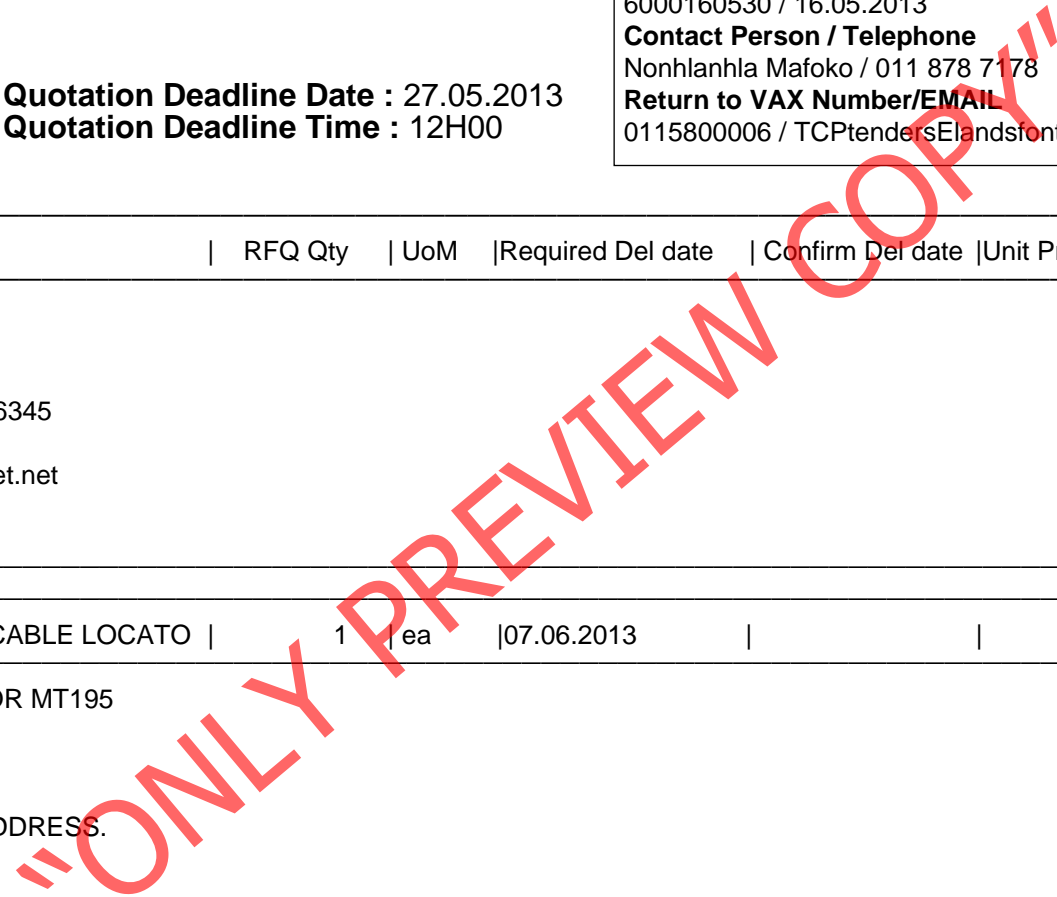 6000160530 / 16.05.2013
Contact Person / Telephone
Nonhlanhla Mafoko / 011 878 7178
Quotation Deadline Date : 27.05.2013
Return to VAX Number/EMAIL
Quotation Deadline Time : 12H00
0115800006 / TCPtendersElandsfont
| RFQ Qty | UoM |Required Del date | Confirm Del date |Unit Pr
6345
et.net
CABLE LOCATO | 1 | ea |07.06.2013 | |
OR MT195
DDRESS.
"ONLY PREVIEW COPY"